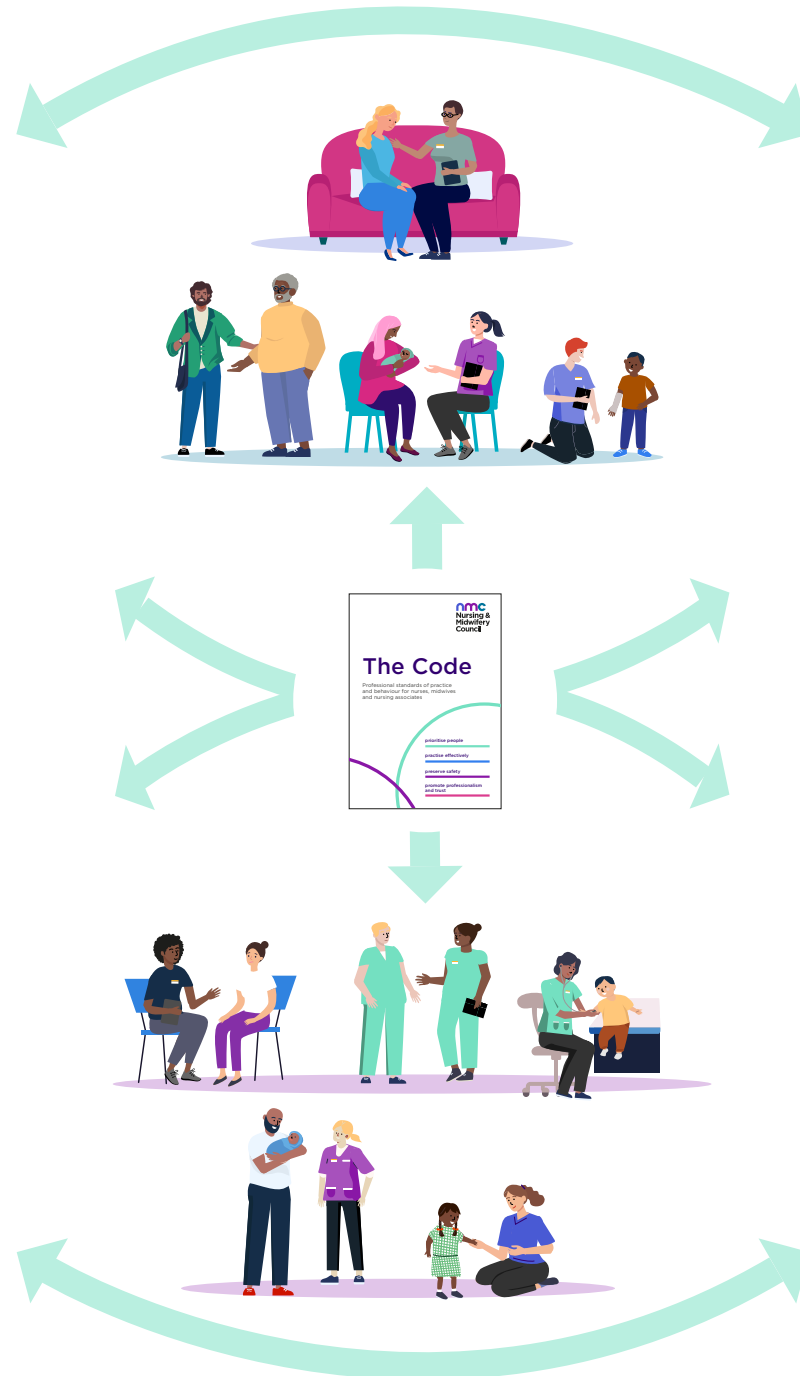 nmc
Nursing &
Midwifery
Council
The Code
Professional standards of practice
and behaviour for nurses, midwives
and nursing associates
prioritise people
practise effectively
preserve safety
promote professionalism
and trust